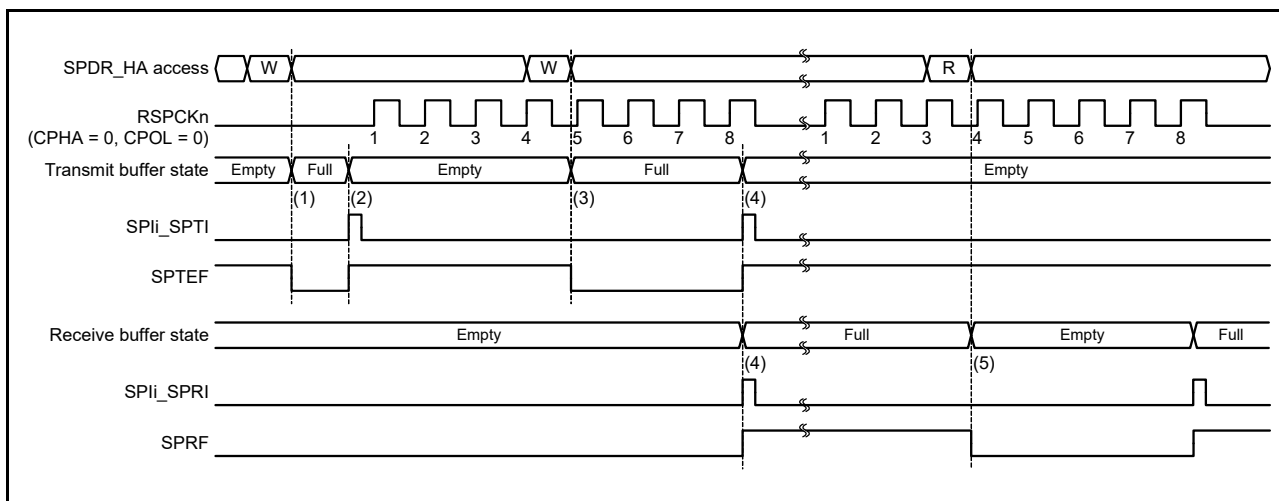 SPDR_HA access W W R
RSPCKn
(CPHA = 0, CPOL = 0) 1 2 3 4 5 6 7 8 1 2 3 4 5 6 7 8
Transmit buffer state Empty Full Empty Full Empty
(1) (2) (3) (4)
SPIi_SPTI
SPTEF
Receive buffer state Empty Full Empty Full
(4) (5)
SPIi_SPRI
SPRF